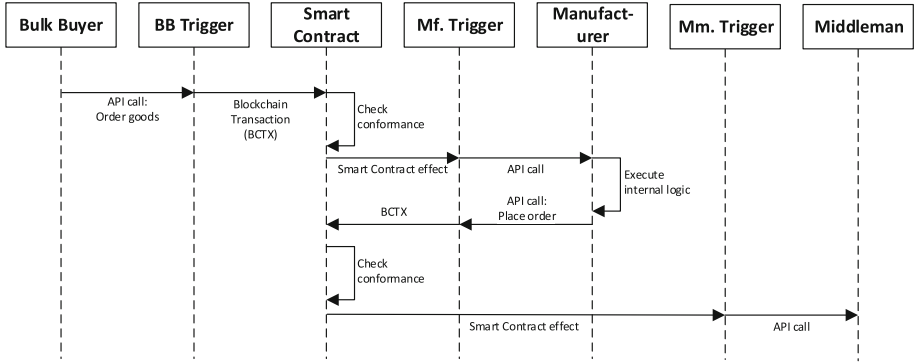 Bulk Buyer
BB Trigger
Smart
Contract
Mf. Trigger
Manufact-
urer
Mm. Trigger
Middleman
API call:
Order goods
Blockchain
Transaction
(BCTX)
Check
conformance
Smart Contract effect
API call
Execute
internal logic
BCTX
API call:
Place order
Check
conformance
Smart Contract effect
API call